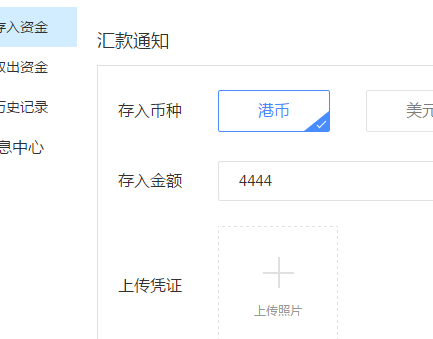 存入资金
取出资金
历史记录
息中心
汇款通知
存入币种
港币
美元
存入金额
4444
上传凭证
上传照片